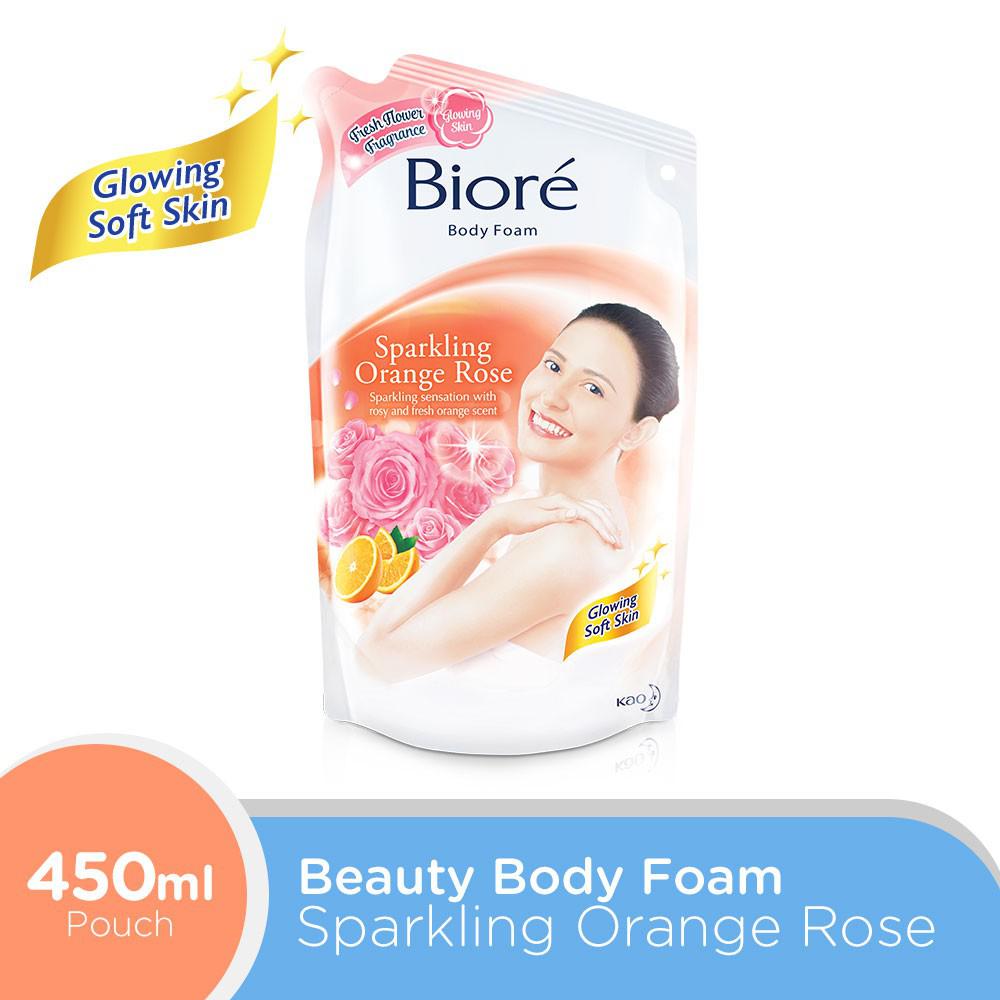 Glowing
Soft Skin
Fresh Flower
Fragrance
Glowing
Skin
Bioré
Body Foam
Sparkling
Orange Rose
Sparkling sensation with
rosy and fresh orange scent
Glowing
Soft Skin
Kao
450ml
Pouch
Beauty Body Foam
Sparkling Orange Rose